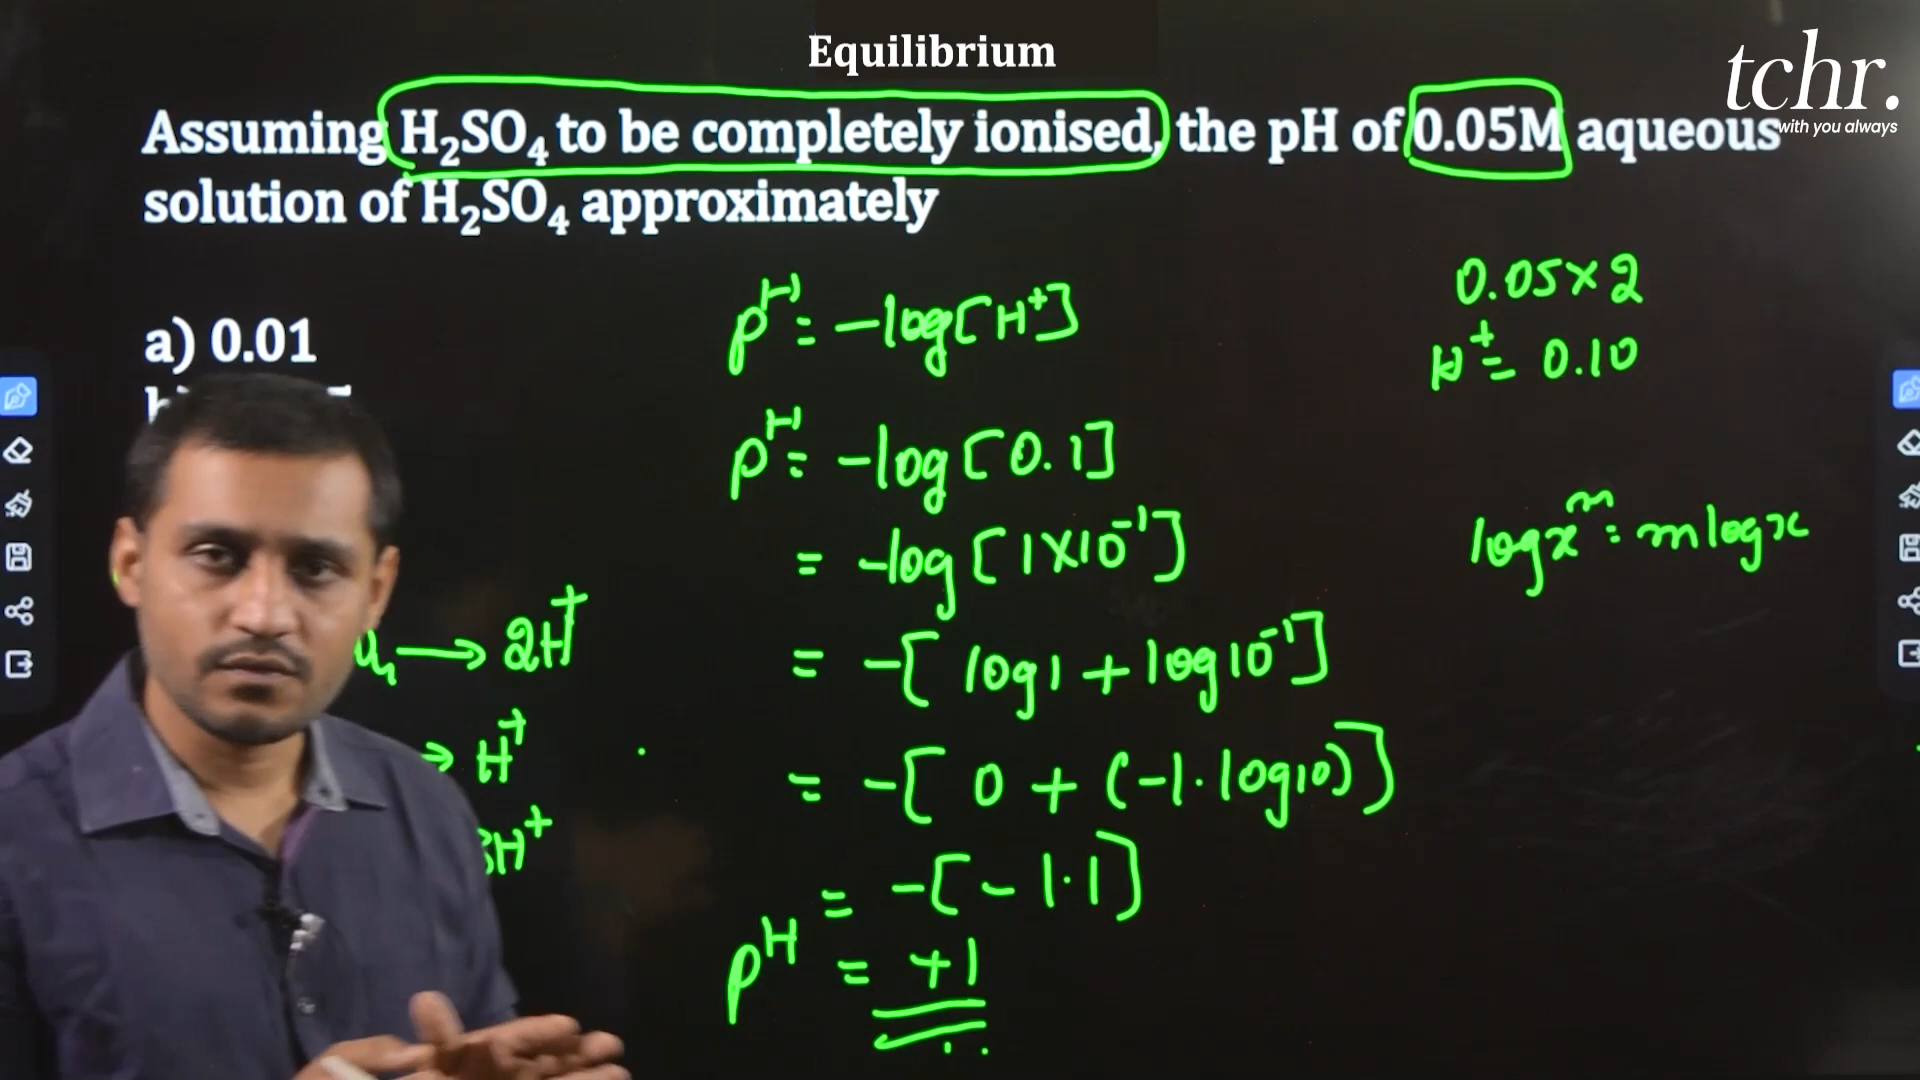 Equilibrium
tchr.
with you always
Assuming H₂SO₄ to be completely ionised, the pH of 0.05M aqueous
solution of H₂SO₄ approximately
a) 0.01
0.05×2
H⁺ = 0.10
pᴴ = -log[H⁺]
pᴴ = -log[0.1]
= -log[1×10⁻¹]
log xᵐ = m log x
→ 2H⁺
= -[log1 + log10⁻¹]
→ H⁺
= -[0 + (-1·log10)]
3H⁺
= -[-1·1]
pᴴ = +1